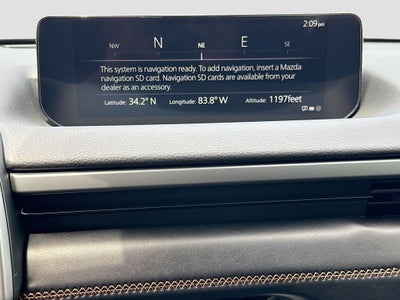 2:09pm
NW N NE E SE
This system is navigation ready. To add navigation, insert a Mazda
navigation SD card. Navigation SD cards are available from your
dealer as an accessory.
Latitude: 34.2° N Longitude: 83.8° W Altitude: 1197feet